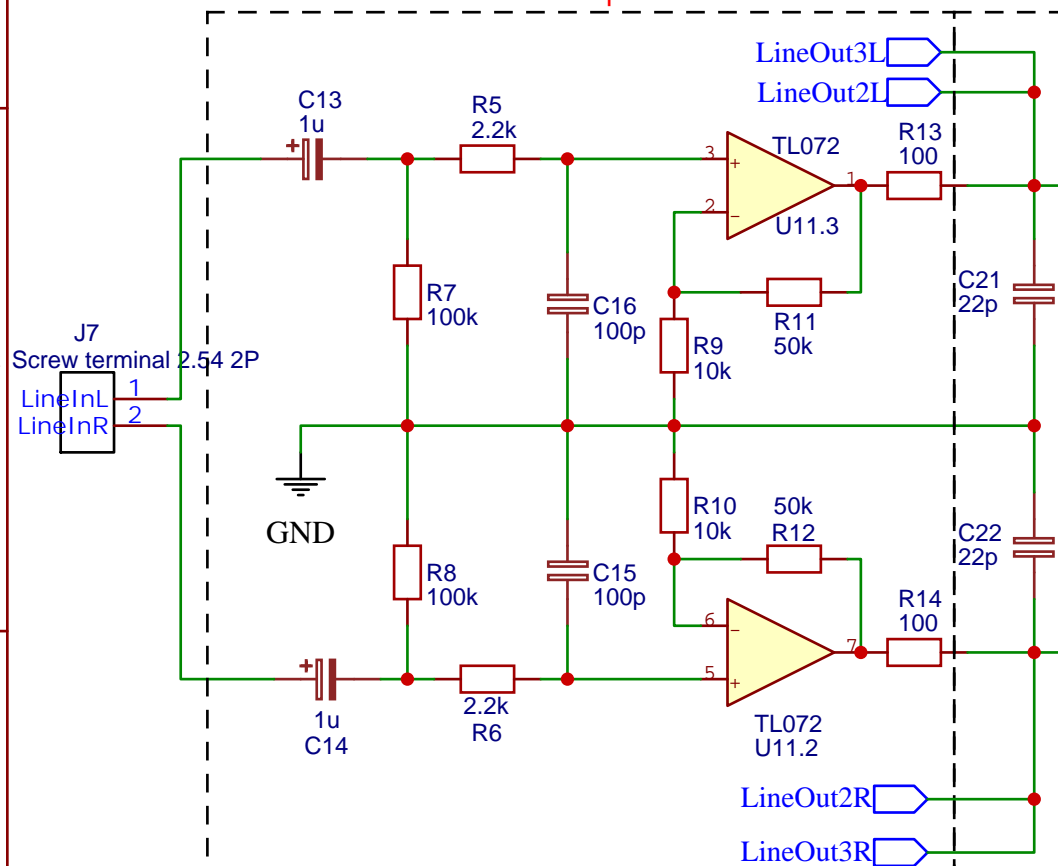 LineOut3L
LineOut2L
C13
1u
R5
2.2k
TL072
R13
100
3
+
1
2
−
U11.3
R7
100k
C16
100p
R11
50k
R9
10k
C21
22p
J7
Screw terminal 2.54 2P
LineInL
1
LineInR
2
GND
R10
10k
50k
R12
C22
22p
R8
100k
C15
100p
R14
100
6
−
7
5
+
+
+
2.2k
R6
1u
C14
TL072
U11.2
LineOut2R
LineOut3R